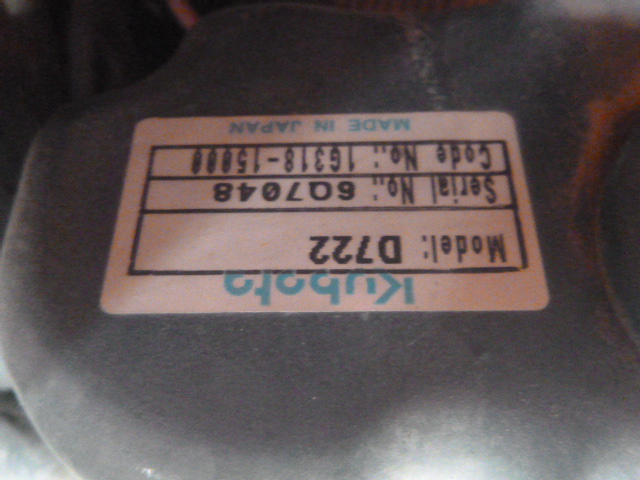 Kubota
Model: D722
Serial No.: 6Q7048
Code No.: 1G318-15000
MADE IN JAPAN